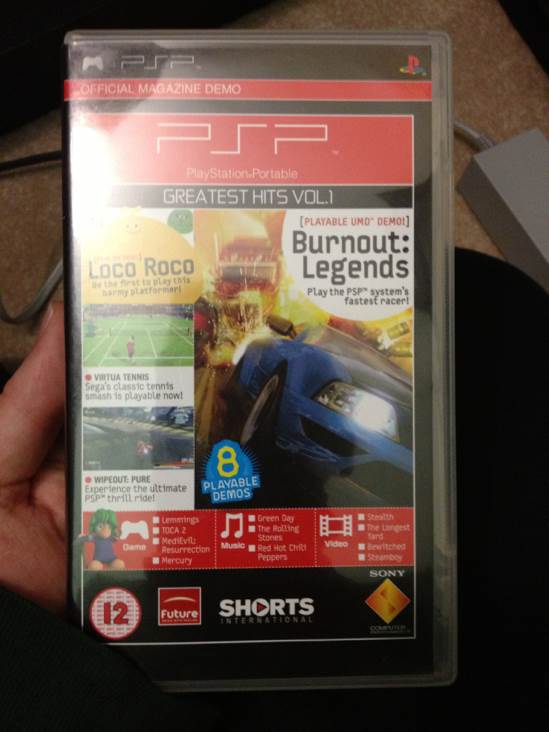 PSP
OFFICIAL MAGAZINE DEMO
PSP
PlayStation®Portable
GREATEST HITS VOL.1
[PLAYABLE UMD™ DEMO!]
Burnout:
Legends
Play the PSP™ system's
fastest racer!
Loco Roco
Be the first to play this
barmy platformer!
VIRTUA TENNIS
Sega's classic tennis
smash is playable now!
WIPEOUT: PURE
Experience the ultimate
PSP™ thrill ride!
8
PLAYABLE
DEMOS
Game
Lemmings
TOCA 2
MediEvil:
Resurrection
Mercury
Music
Green Day
The Rolling
Stones
Red Hot Chili
Peppers
Video
Stealth
The Longest
Yard
Bewitched
Steamboy
12
Future
SHORTS
INTERNATIONAL
SONY
COMPUTER